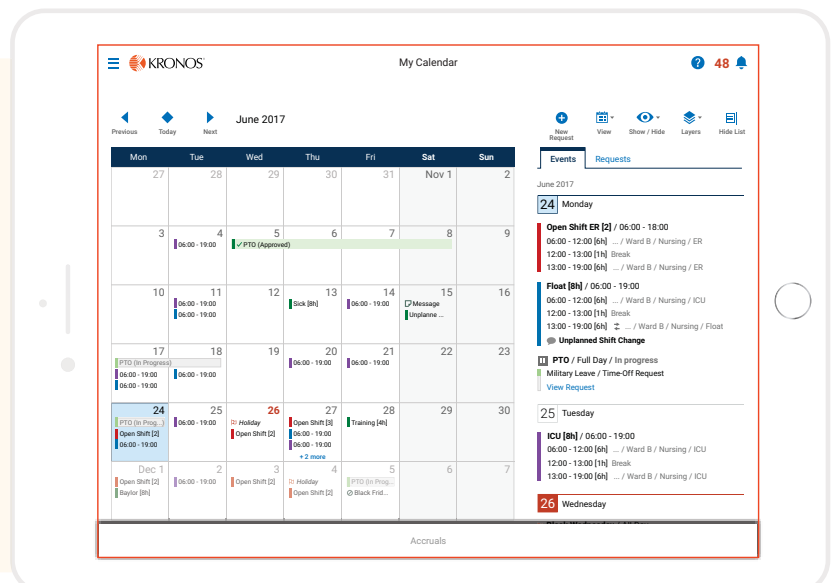 KRONOS
My Calendar
48
Previous Today Next
June 2017
New Request
View
Show / Hide
Layers
Hide List
Mon Tue Wed Thu Fri Sat Sun
27 28 29 30 31 Nov 1 2
3 4 5 6 7 8 9
06:00 - 19:00
PTO (Approved)
10 11 12 13 14 15 16
06:00 - 19:00
06:00 - 19:00
Sick [8h]
06:00 - 19:00
Message
Unplanne ...
17 18 19 20 21 22 23
PTO (In Progress)
06:00 - 19:00
06:00 - 19:00
06:00 - 19:00
06:00 - 19:00
06:00 - 19:00
24 25 26 27 28 29 30
PTO (In Prog...)
Open Shift [2]
06:00 - 19:00
06:00 - 19:00
Holiday
Open Shift [2]
Open Shift [3]
06:00 - 19:00
06:00 - 19:00
+ 2 more
Training [4h]
Dec 1 2 3 4 5 6 7
Open Shift [2]
Baylor [8h]
06:00 - 19:00
Open Shift [2]
Holiday
Open Shift [2]
PTO (In Prog...
Black Frid...
Events Requests
June 2017
24 Monday
Open Shift ER [2] / 06:00 - 18:00
06:00 - 12:00 [6h] ... / Ward B / Nursing / ER
12:00 - 13:00 [1h] Break
13:00 - 19:00 [6h] ... / Ward B / Nursing / ER
Float [8h] / 06:00 - 19:00
06:00 - 12:00 [6h] ... / Ward B / Nursing / ICU
12:00 - 13:00 [1h] Break
13:00 - 19:00 [6h] ... / Ward B / Nursing / Float
Unplanned Shift Change
PTO / Full Day / In progress
Military Leave / Time-Off Request
View Request
25 Tuesday
ICU [8h] / 06:00 - 19:00
06:00 - 12:00 [6h] ... / Ward B / Nursing / ICU
12:00 - 13:00 [1h] Break
13:00 - 19:00 [6h] ... / Ward B / Nursing / ICU
26 Wednesday
Accruals